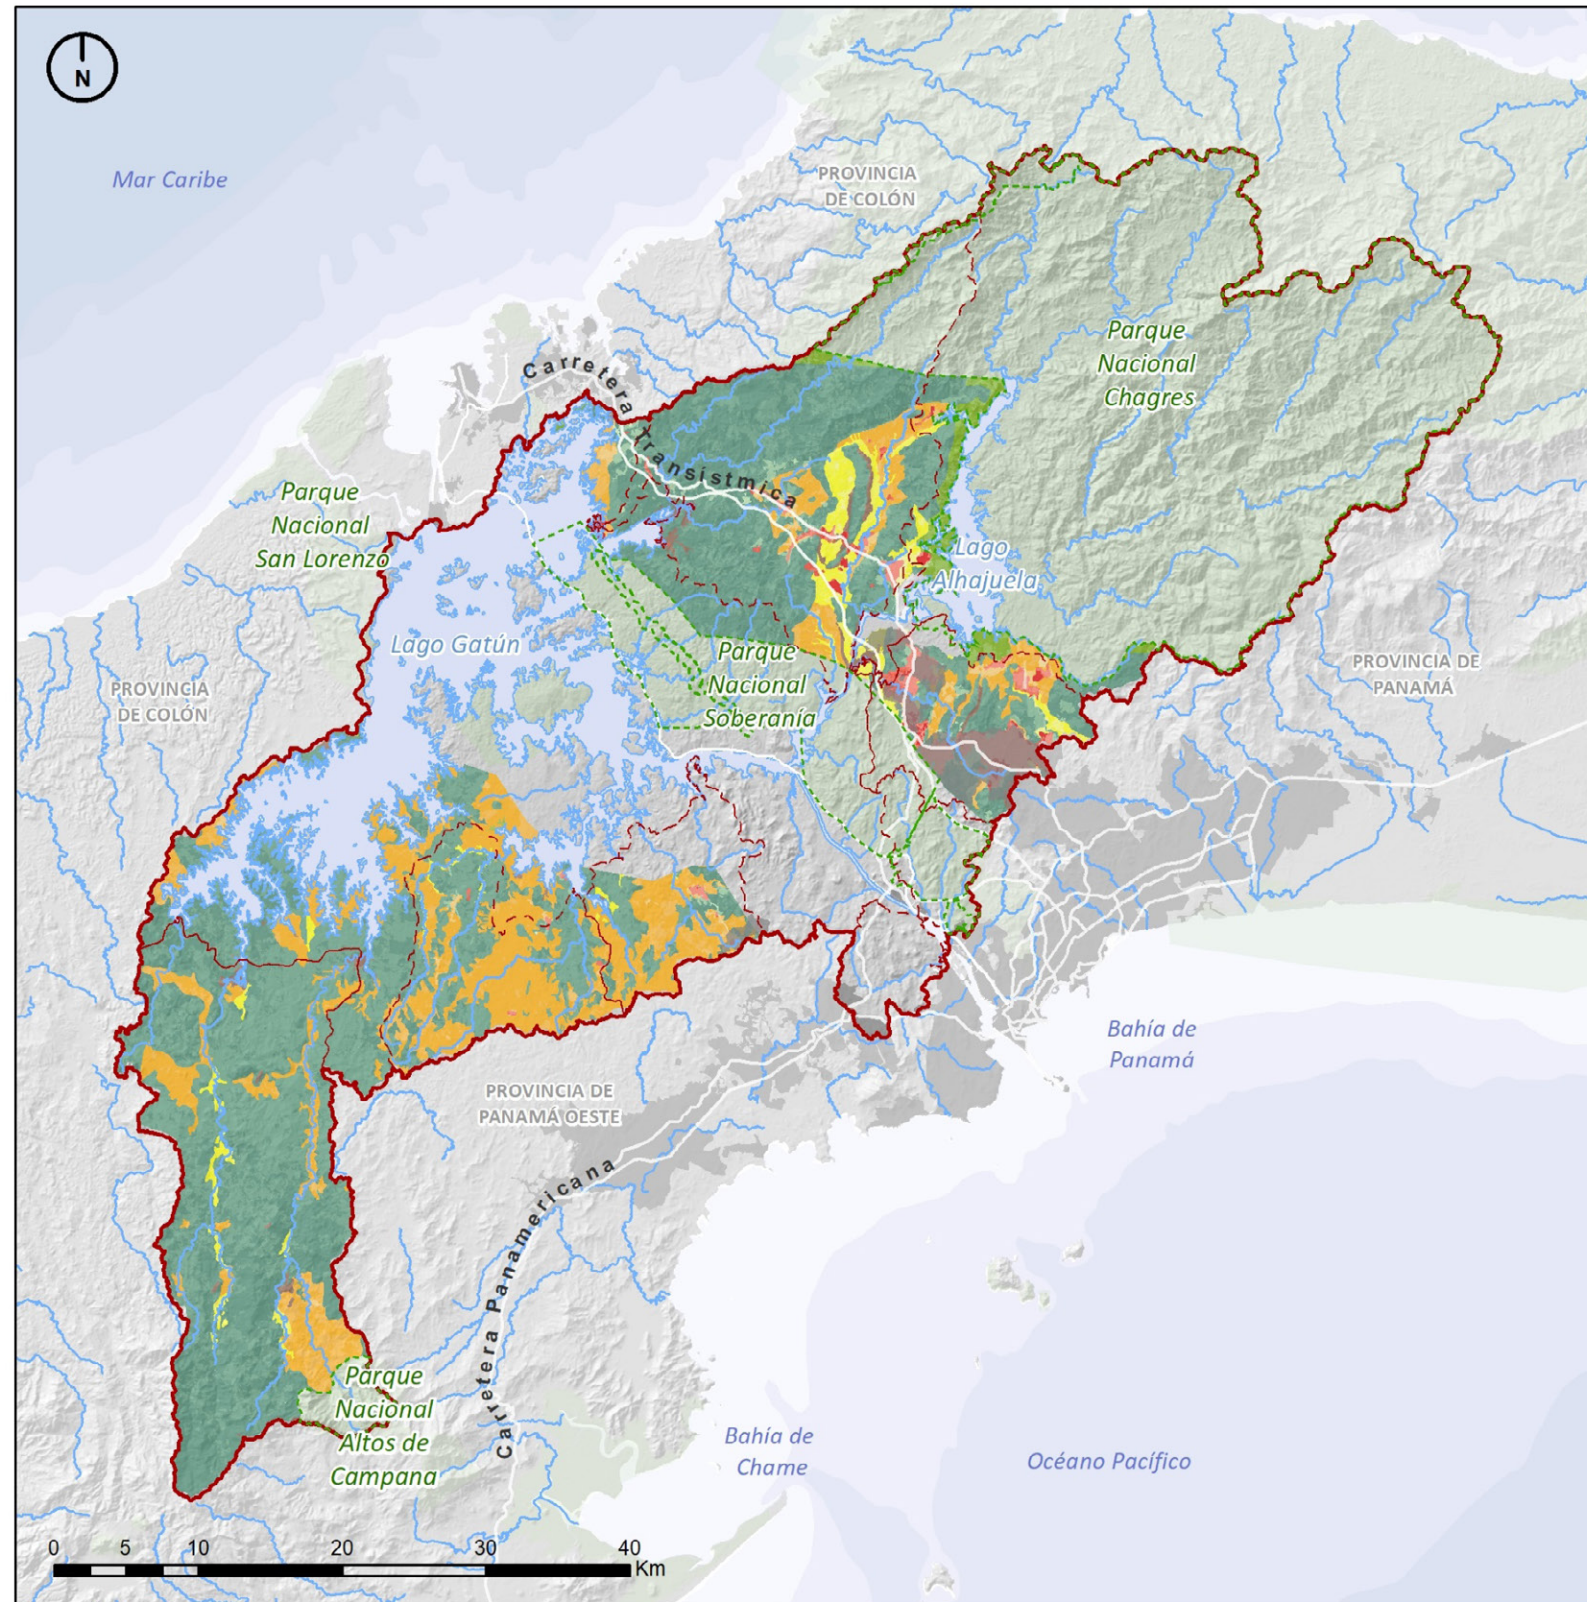 N
Mar Caribe
PROVINCIA
DE COLÓN
Parque
Nacional
Chagres
Carretera Transístmica
Parque
Nacional
San Lorenzo
Lago
Alhajuela
Lago Gatún
Parque
Nacional
Soberanía
PROVINCIA DE
PANAMÁ
PROVINCIA
DE COLÓN
Bahía de
Panamá
PROVINCIA DE
PANAMÁ OESTE
Carretera Panamericana
Parque
Nacional
Altos de
Campana
Bahía de
Chame
Océano Pacífico
0 5 10 20 30 40
Km